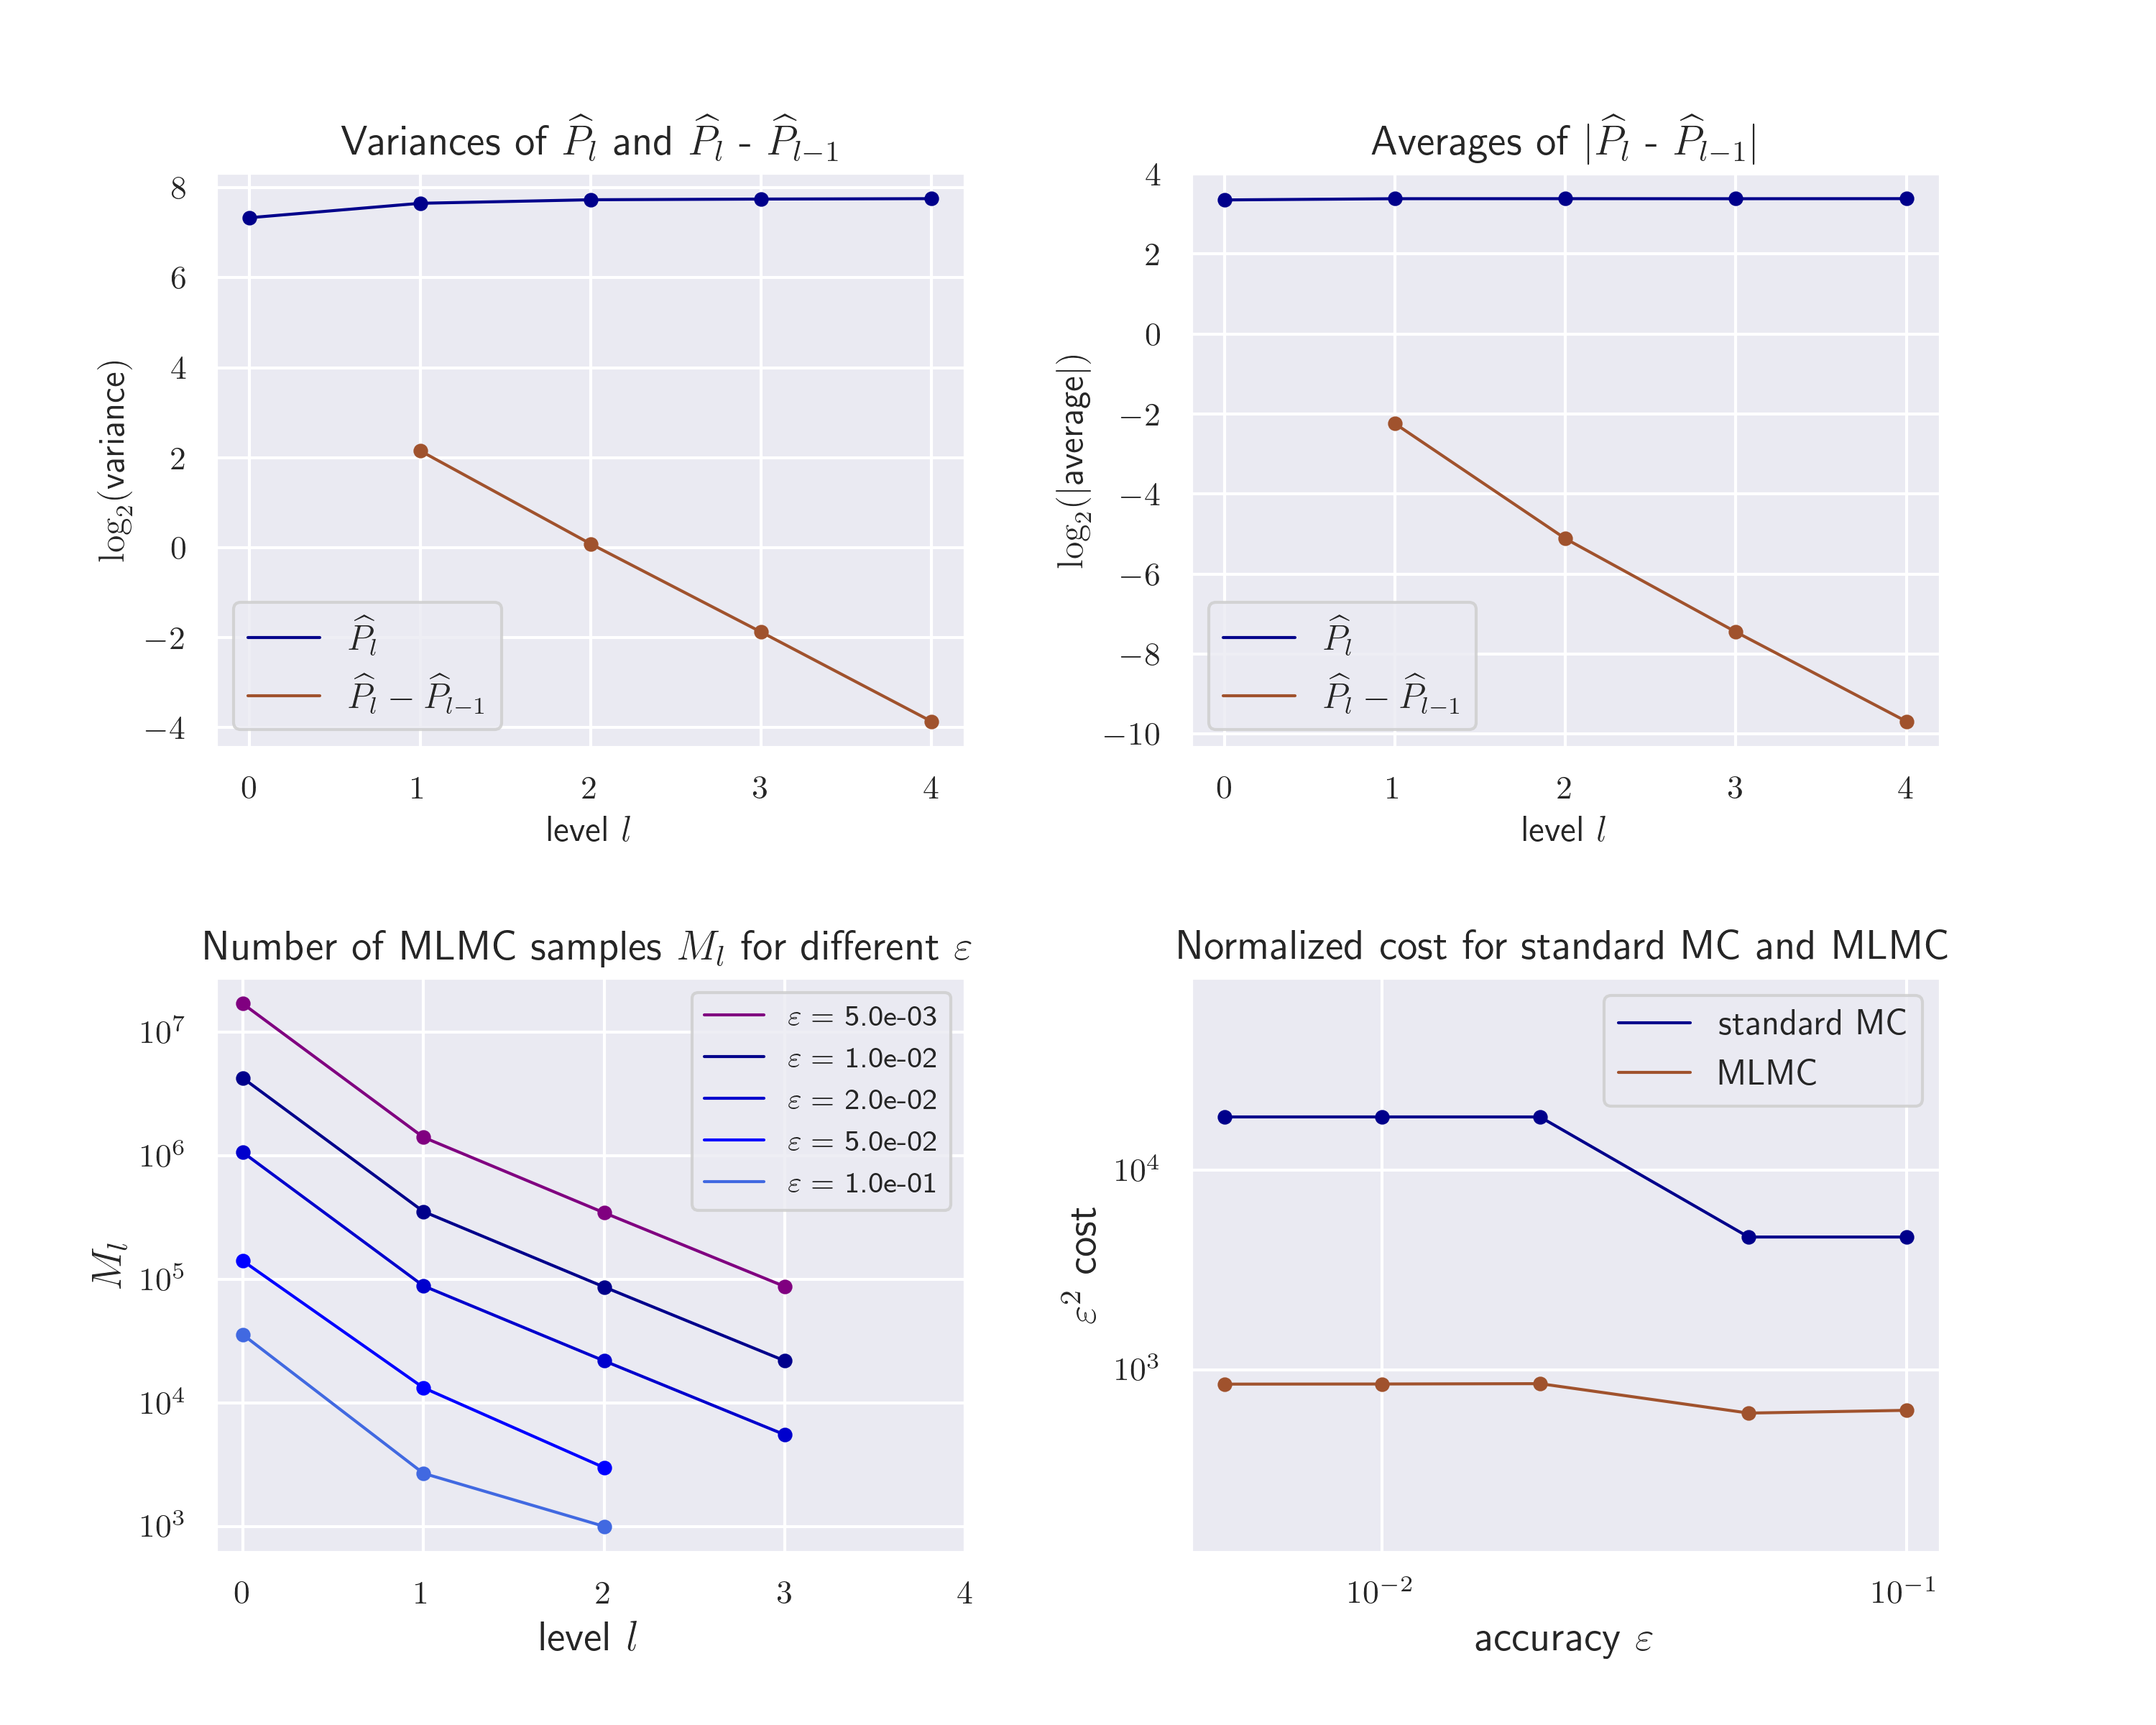 Variances of P̂_l and P̂_l - P̂_{l−1}
8
6
4
2
0
−2
−4
log₂(variance)
P̂_l
P̂_l − P̂_{l−1}
0 1 2 3 4
level l
Averages of |P̂_l - P̂_{l−1}|
4
2
0
−2
−4
−6
−8
−10
log₂(|average|)
P̂_l
P̂_l − P̂_{l−1}
0 1 2 3 4
level l
Number of MLMC samples M_l for different ε
10⁷
10⁶
10⁵
10⁴
10³
M_l
ε = 5.0e-03
ε = 1.0e-02
ε = 2.0e-02
ε = 5.0e-02
ε = 1.0e-01
0 1 2 3 4
level l
Normalized cost for standard MC and MLMC
10⁴
10³
ε² cost
standard MC
MLMC
10⁻² 10⁻¹
accuracy ε